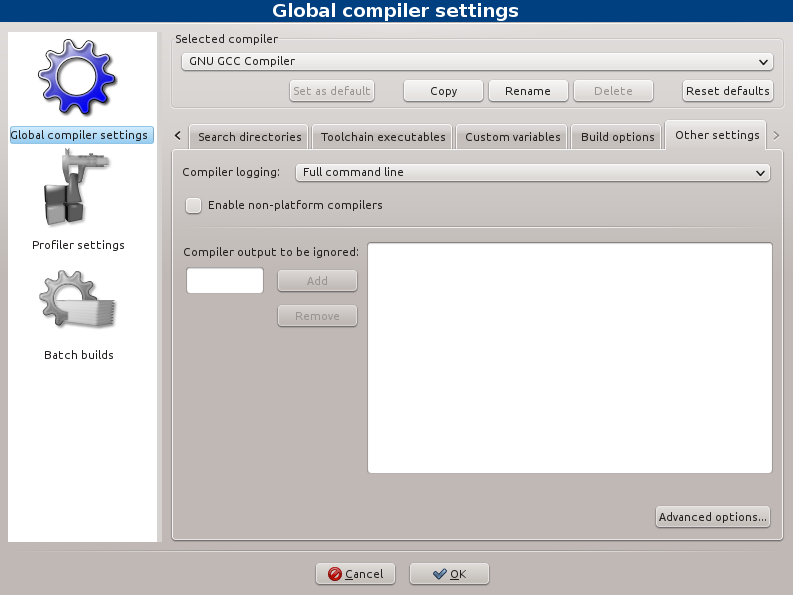 Global compiler settings
Selected compiler
GNU GCC Compiler
Set as default Copy Rename Delete Reset defaults
Global compiler settings
Profiler settings
Batch builds
Search directories Toolchain executables Custom variables Build options Other settings
Compiler logging: Full command line
Enable non-platform compilers
Compiler output to be ignored:
Add
Remove
Advanced options...
Cancel OK